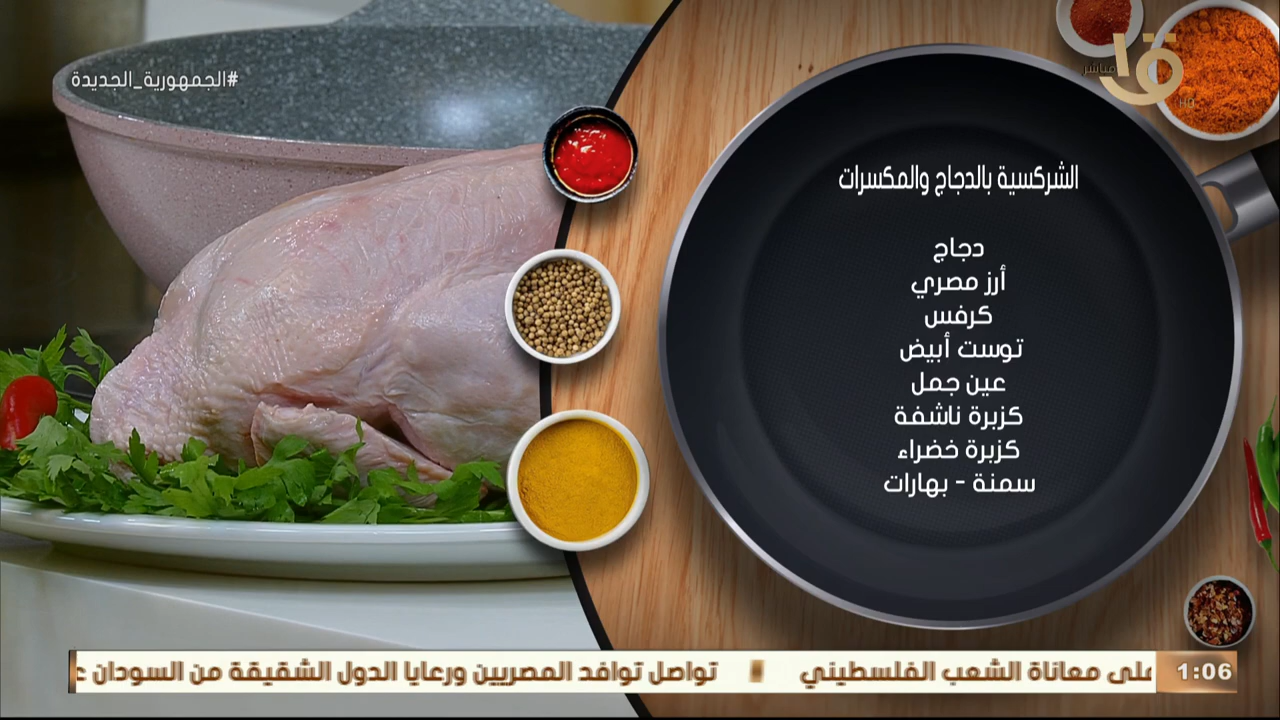 #الجمهورية_الجديدة
مباشر
HD
الشركسية بالدجاج والمكسرات
دجاج
أرز مصري
كرفس
توست أبيض
عين جمل
كزبرة ناشفة
كزبرة خضراء
سمنة - بهارات
1:06
على معاناة الشعب الفلسطيني
تواصل توافد المصريين ورعايا الدول الشقيقة من السودان